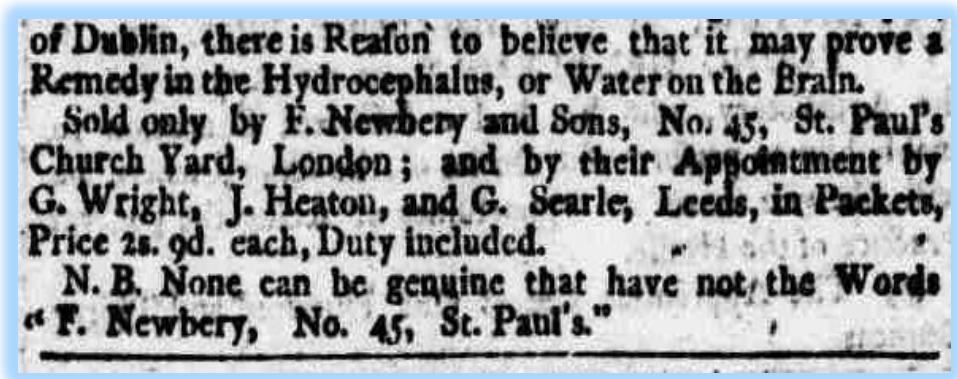 of Dublin, there is Reaſon to believe that it may prove a
Remedy in the Hydrocephalus, or Water on the Brain.
Sold only by F. Newbery and Sons, No. 45, St. Paul's
Church Yard, London; and by their Appointment by
G. Wright, J. Heaton, and G. Searle, Leeds, in Packets,
Price 2s. 9d. each, Duty included.
N. B. None can be genuine that have not the Words
“ F. Newbery, No. 45, St. Paul's.”